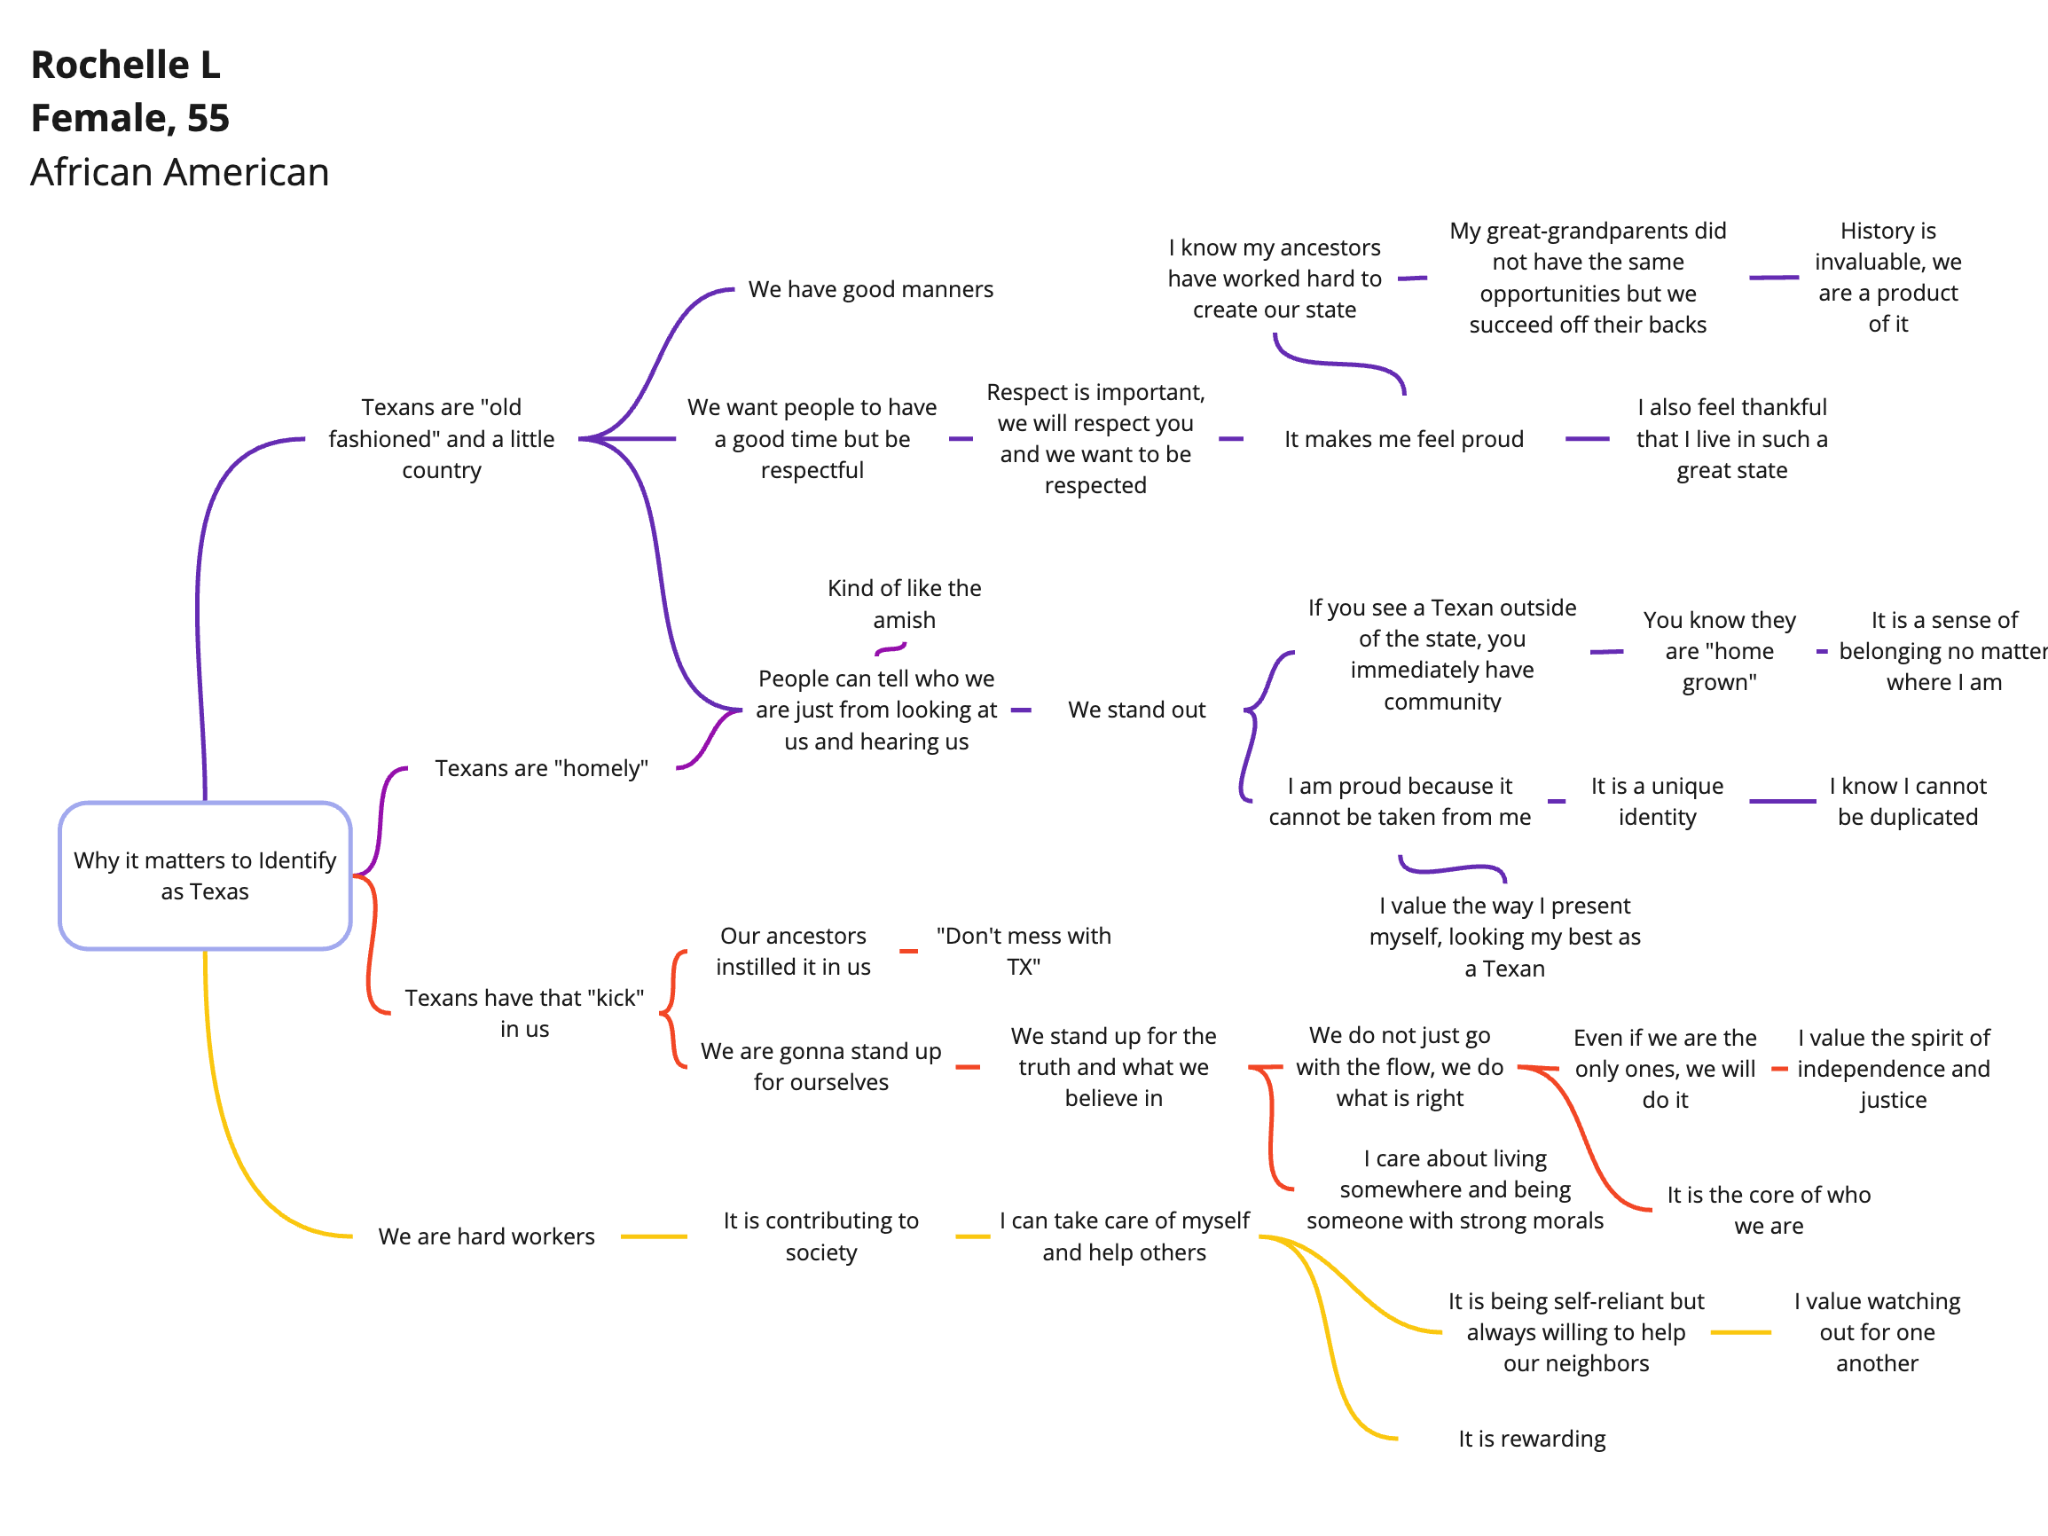 Rochelle L
Female, 55
African American
Why it matters to Identify
as Texas
Texans are "old
fashioned" and a little
country
We have good manners
We want people to have
a good time but be
respectful
Respect is important,
we will respect you
and we want to be
respected
It makes me feel proud
I know my ancestors
have worked hard to
create our state
My great-grandparents did
not have the same
opportunities but we
succeed off their backs
History is
invaluable, we
are a product
of it
I also feel thankful
that I live in such a
great state
Texans are "homely"
Kind of like the
amish
People can tell who we
are just from looking at
us and hearing us
We stand out
If you see a Texan outside
of the state, you
immediately have
community
You know they
are "home
grown"
It is a sense of
belonging no matter
where I am
I am proud because it
cannot be taken from me
It is a unique
identity
I know I cannot
be duplicated
I value the way I present
myself, looking my best as
a Texan
Texans have that "kick"
in us
Our ancestors
instilled it in us
"Don't mess with
TX"
We are gonna stand up
for ourselves
We stand up for the
truth and what we
believe in
We do not just go
with the flow, we do
what is right
Even if we are the
only ones, we will
do it
I value the spirit of
independence and
justice
It is the core of who
we are
I care about living
somewhere and being
someone with strong morals
We are hard workers
It is contributing to
society
I can take care of myself
and help others
It is being self-reliant but
always willing to help
our neighbors
I value watching
out for one
another
It is rewarding